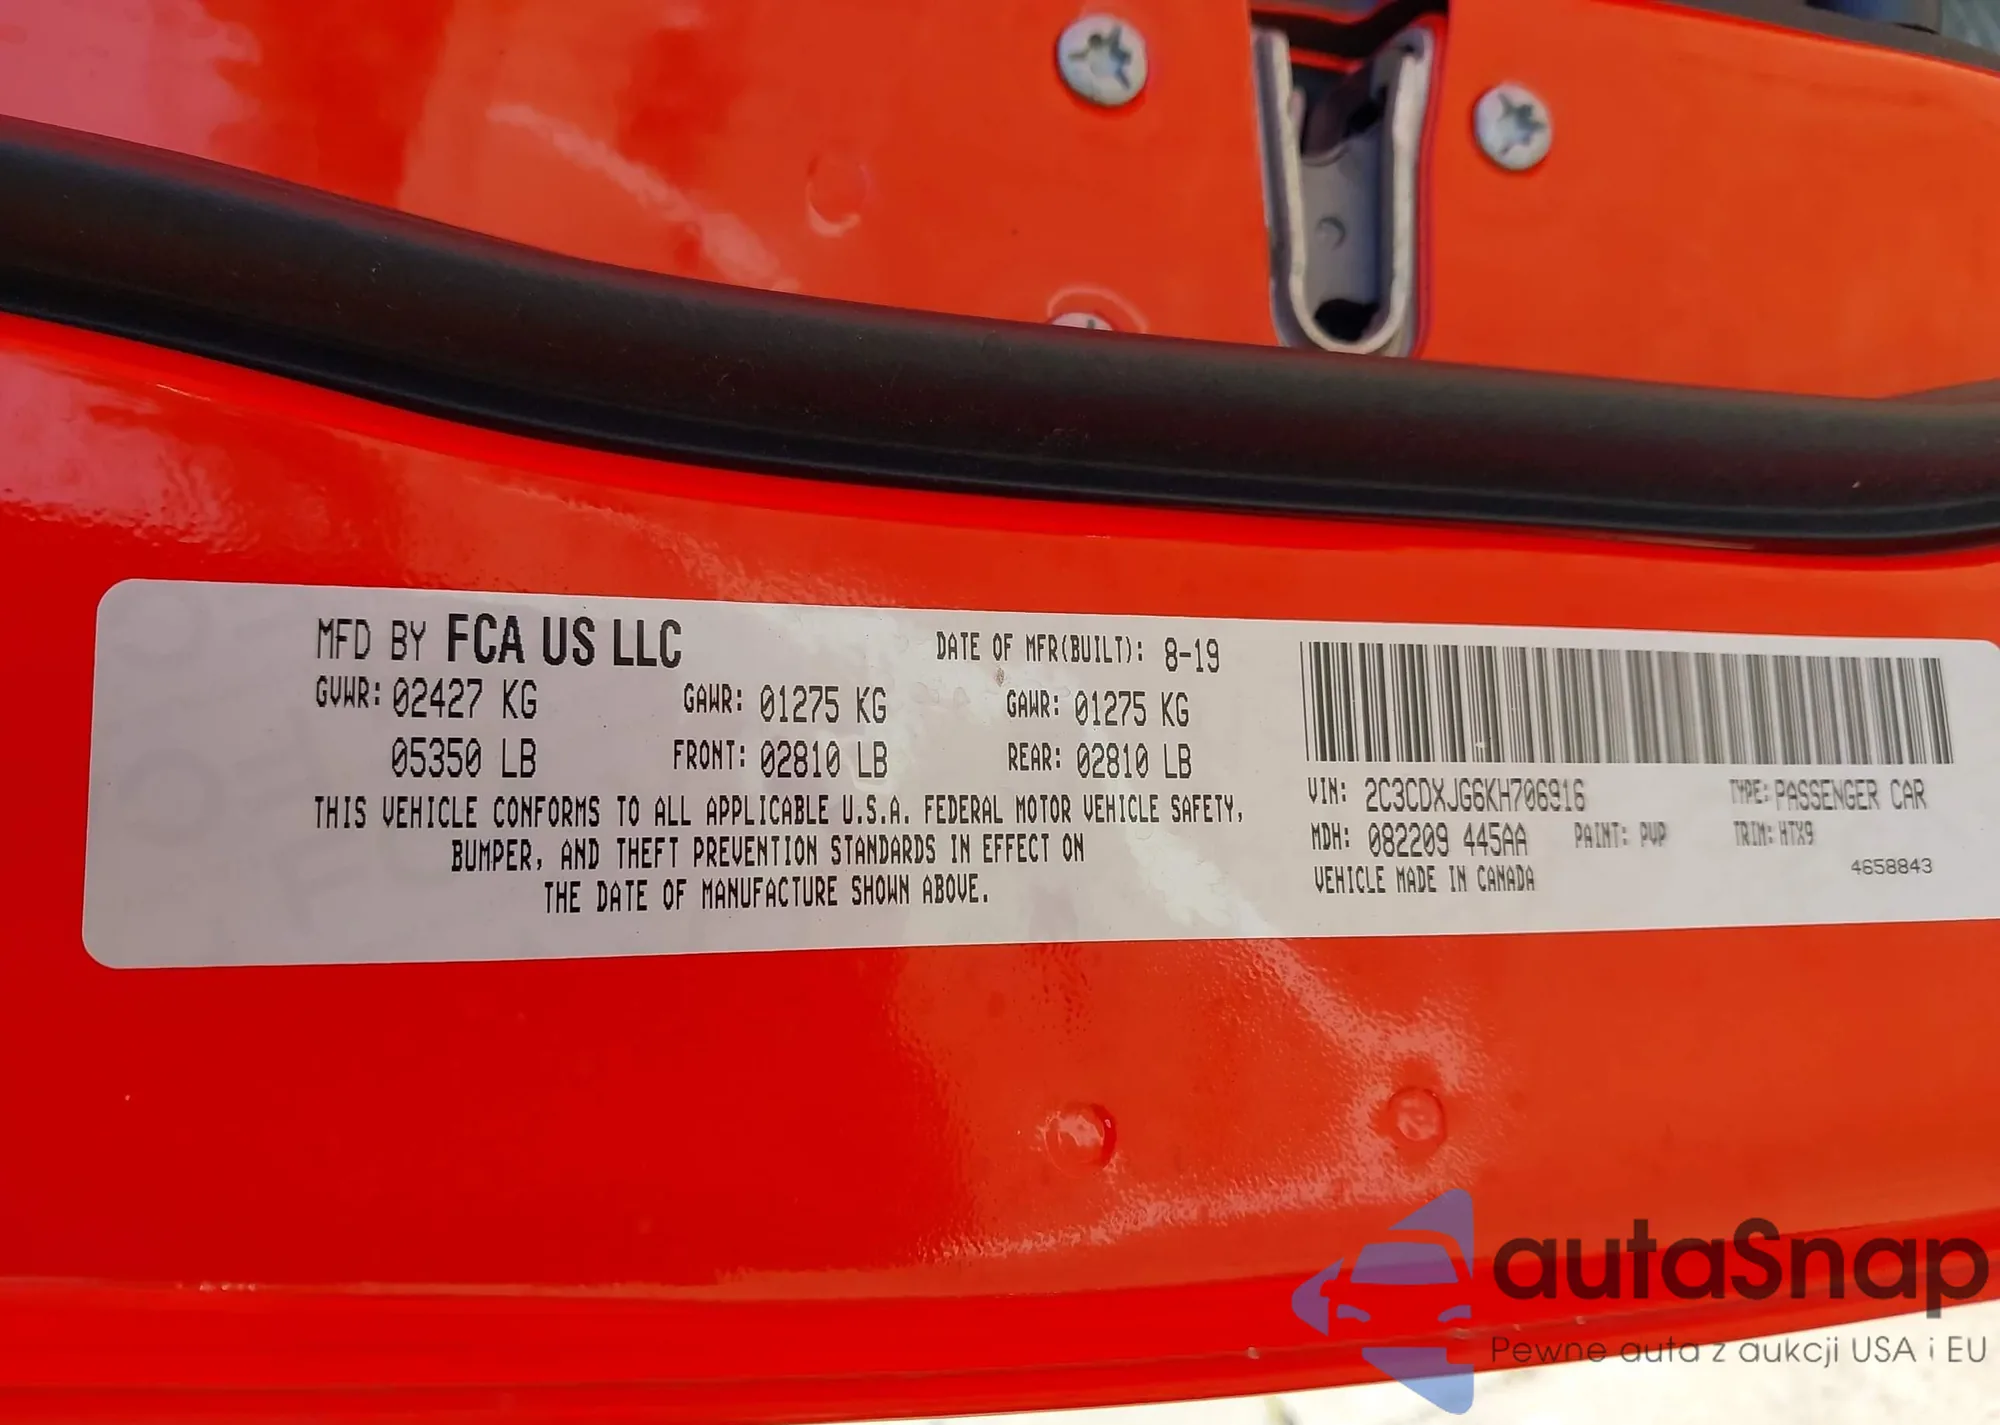 MFD BY FCA US LLC DATE OF MFR(BUILT): 8-19
GVWR: 02427 KG GAWR: 01275 KG GAWR: 01275 KG
05350 LB FRONT: 02810 LB REAR: 02810 LB
THIS VEHICLE CONFORMS TO ALL APPLICABLE U.S.A. FEDERAL MOTOR VEHICLE SAFETY,
BUMPER, AND THEFT PREVENTION STANDARDS IN EFFECT ON
THE DATE OF MANUFACTURE SHOWN ABOVE.
VIN: 2C3CDXJG6KH706916 TYPE: PASSENGER CAR
MDH: 082209 445AA PAINT: PVP TRIM: HTX9
VEHICLE MADE IN CANADA 4658843
autaSnap
Pewne auta z aukcji USA i EU